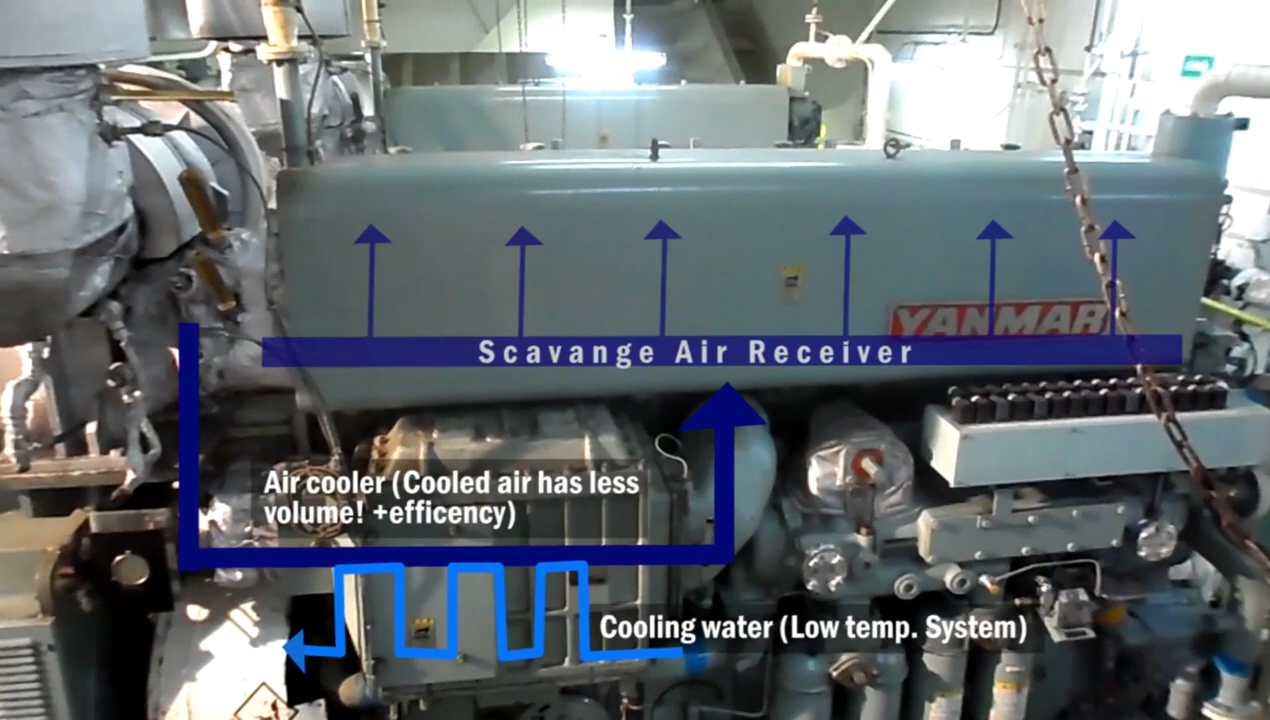 YANMAR
Scavange Air Receiver
Air cooler (Cooled air has less
volume! +efficency)
Cooling water (Low temp. System)